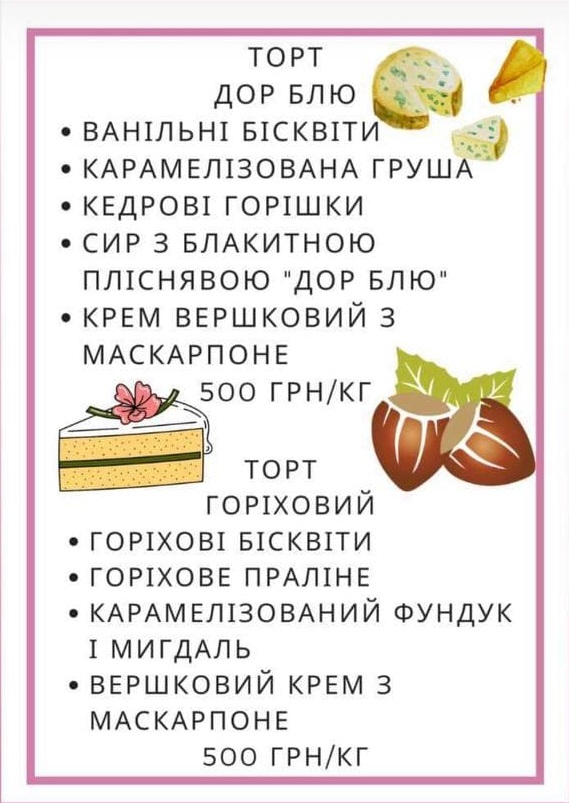 ТОРТ
ДОР БЛЮ
• ВАНІЛЬНІ БІСКВІТИ
• КАРАМЕЛІЗОВАНА ГРУША
• КЕДРОВІ ГОРІШКИ
• СИР З БЛАКИТНОЮ
ПЛІСНЯВОЮ "ДОР БЛЮ"
• КРЕМ ВЕРШКОВИЙ З
МАСКАРПОНЕ
500 ГРН/КГ
ТОРТ
ГОРІХОВИЙ
• ГОРІХОВІ БІСКВІТИ
• ГОРІХОВЕ ПРАЛІНЕ
• КАРАМЕЛІЗОВАНИЙ ФУНДУК
І МИГДАЛЬ
• ВЕРШКОВИЙ КРЕМ З
МАСКАРПОНЕ
500 ГРН/КГ